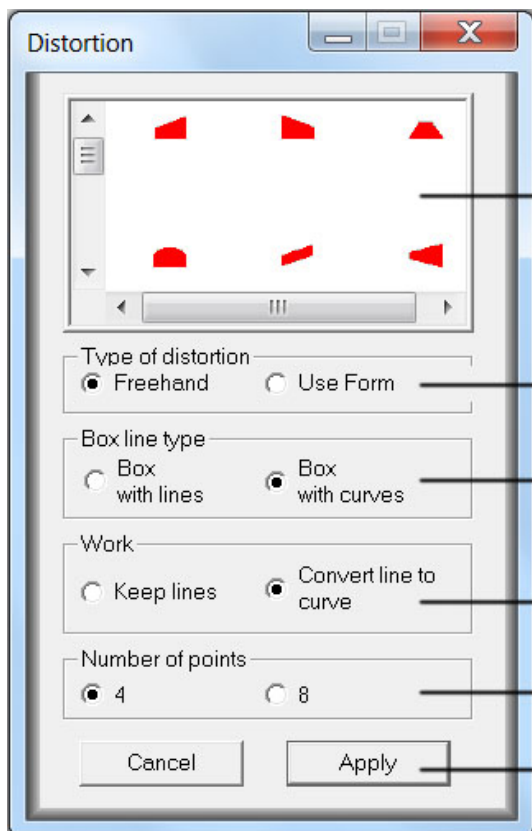 Distortion
Type of distortion
Freehand
Use Form
Box line type
Box
with lines
Box
with curves
Work
Keep lines
Convert line to
curve
Number of points
4
8
Cancel
Apply